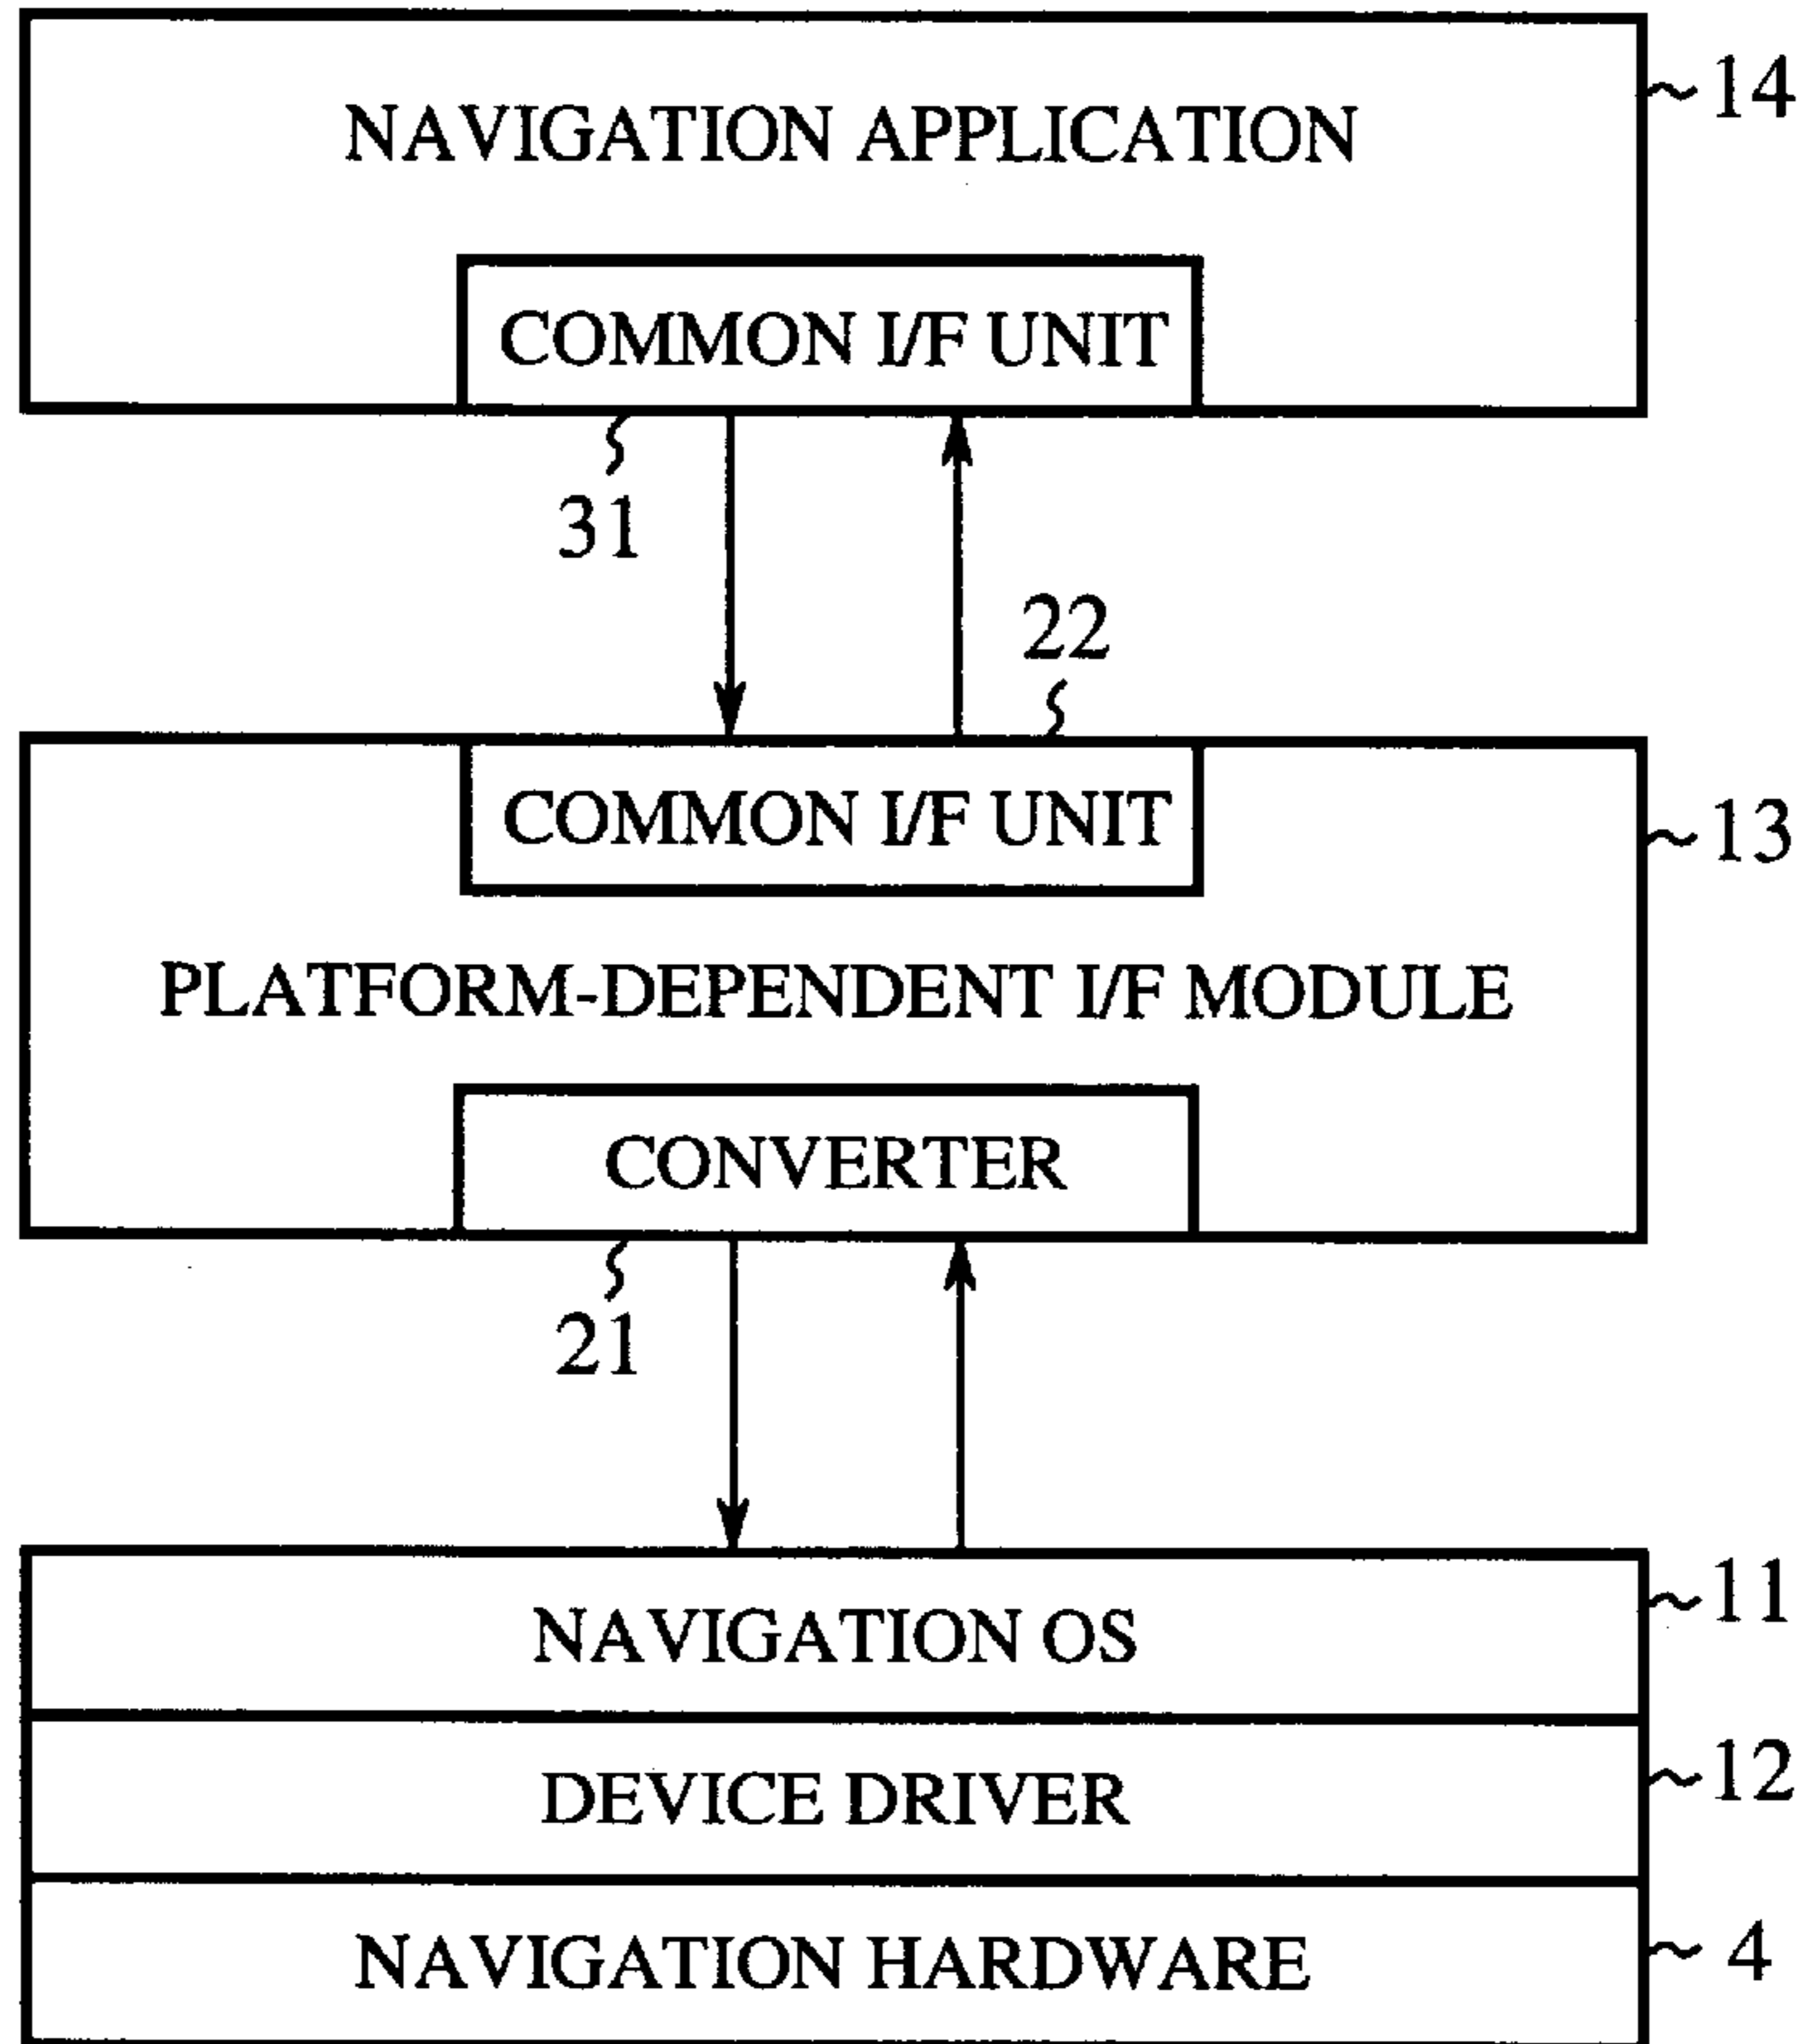 NAVIGATION APPLICATION
14
COMMON I/F UNIT
31
22
COMMON I/F UNIT
13
PLATFORM-DEPENDENT I/F MODULE
CONVERTER
21
NAVIGATION OS
11
DEVICE DRIVER
12
NAVIGATION HARDWARE
4